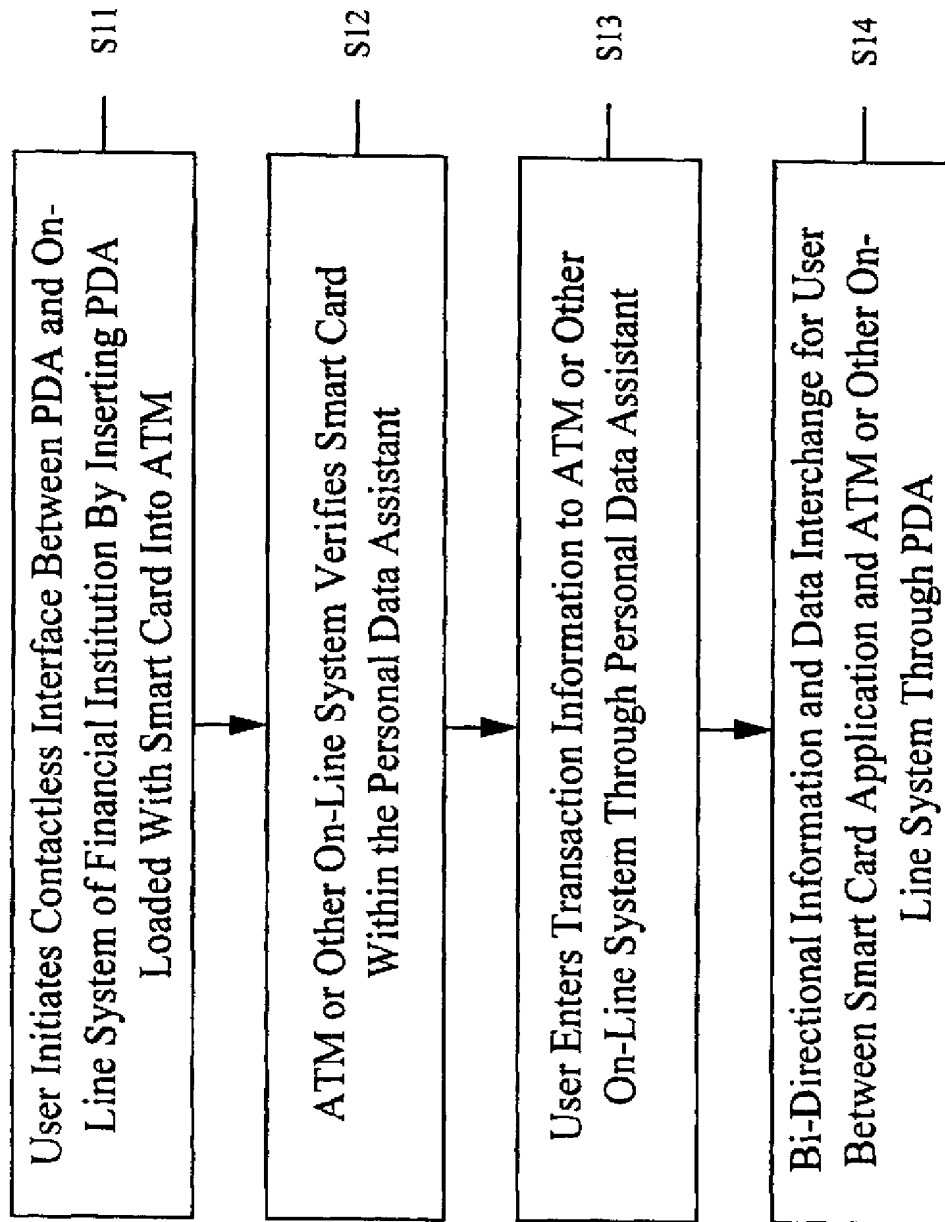 User Initiates Contactless Interface Between PDA and On-
Line System of Financial Institution By Inserting PDA
Loaded With Smart Card Into ATM
S11
ATM or Other On-Line System Verifies Smart Card
Within the Personal Data Assistant
S12
User Enters Transaction Information to ATM or Other
On-Line System Through Personal Data Assistant
S13
Bi-Directional Information and Data Interchange for User
Between Smart Card Application and ATM or Other On-
Line System Through PDA
S14